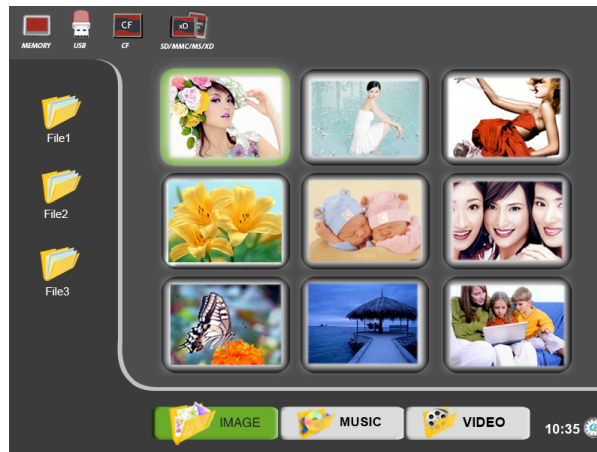 CF
xD
MEMORY
USB
CF
SD/MMC/MS/XD
File1
File2
File3
IMAGE
MUSIC
VIDEO
10:35